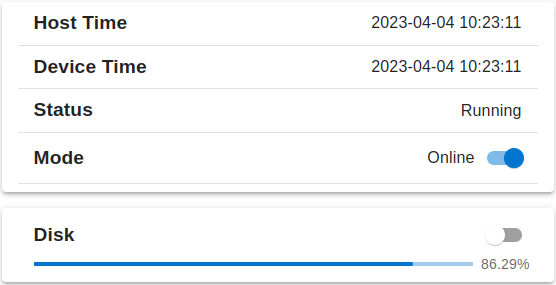 Host Time 2023-04-04 10:23:11
Device Time 2023-04-04 10:23:11
Status Running
Mode Online
Disk
86.29%